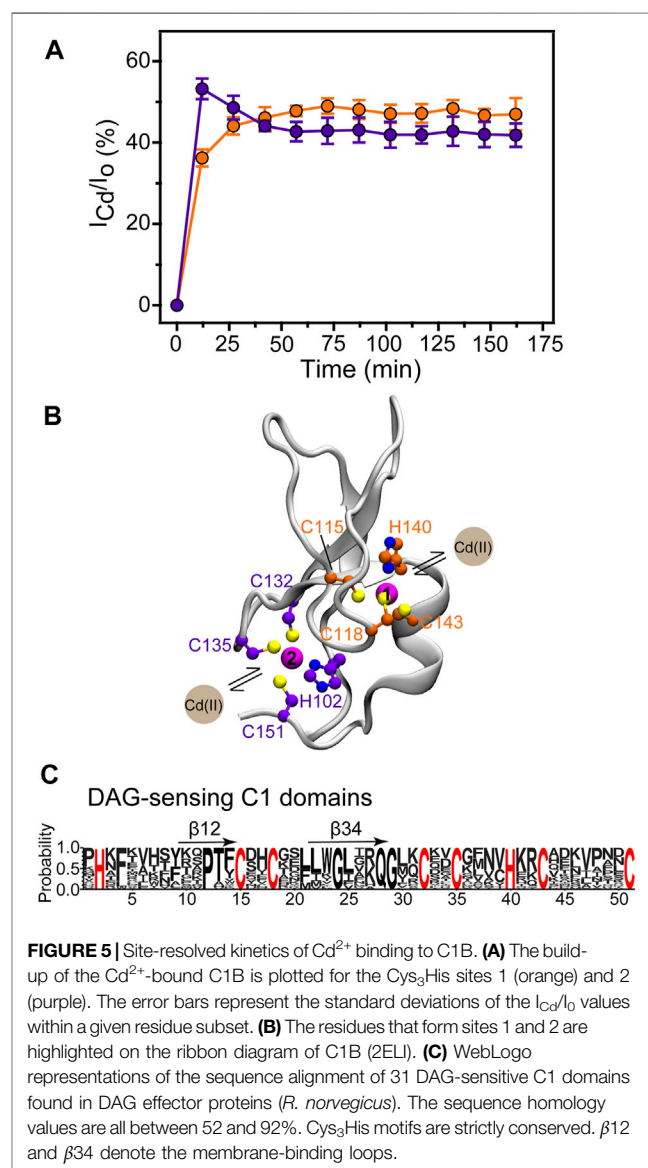 A
60
40
20
0
I_Cd/I_o (%)
0 25 50 75 100 125 150 175
Time (min)
B
C115
H140
Cd(II)
C132
1
C118
C143
C135
2
Cd(II)
H102
C151
C
DAG-sensing C1 domains
β12 β34
Probability
1.0
0.5
0.0
5 10 15 20 25 30 35 40 45 50
FIGURE 5 | Site-resolved kinetics of Cd²⁺ binding to C1B. (A) The build-
up of the Cd²⁺-bound C1B is plotted for the Cys₃His sites 1 (orange) and 2
(purple). The error bars represent the standard deviations of the I_Cd/I₀ values
within a given residue subset. (B) The residues that form sites 1 and 2 are
highlighted on the ribbon diagram of C1B (2ELI). (C) WebLogo
representations of the sequence alignment of 31 DAG-sensitive C1 domains
found in DAG effector proteins (R. norvegicus). The sequence homology
values are all between 52 and 92%. Cys₃His motifs are strictly conserved. β12
and β34 denote the membrane-binding loops.